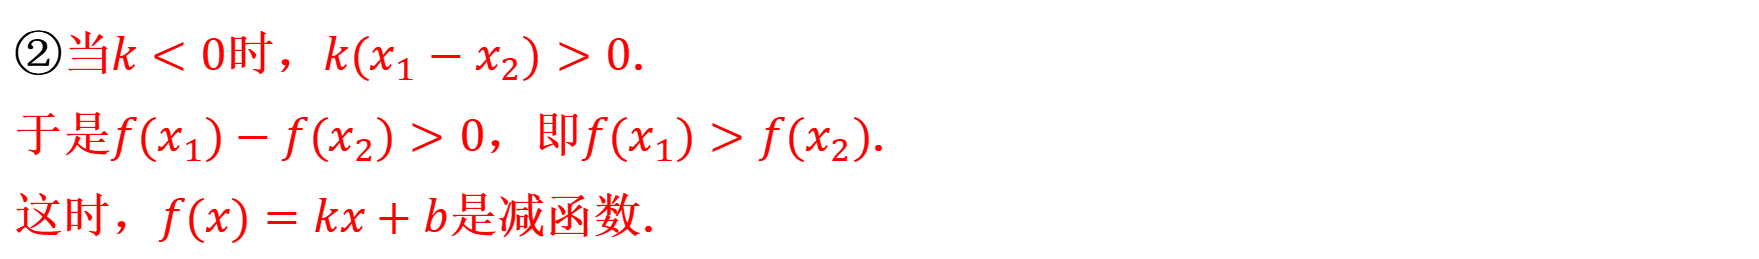 ②当k < 0时，k(x₁ − x₂) > 0.
于是f(x₁) − f(x₂) > 0，即f(x₁) > f(x₂).
这时，f(x) = kx + b是减函数.